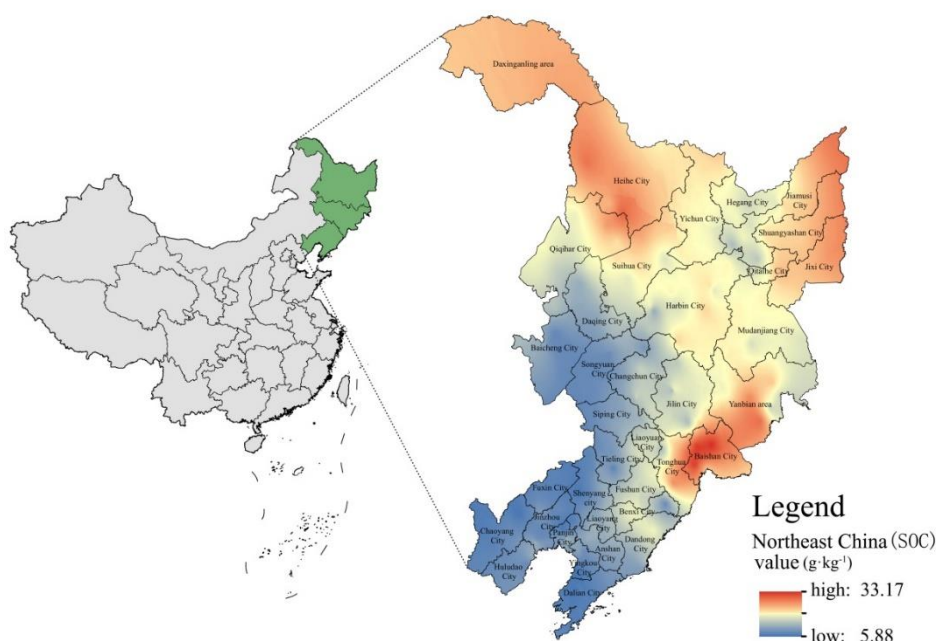 Daxinganling area
Heihe City
Hegang City
Jiamusi
City
Yichun City
Shuangyashan City
Qiqihar City
Suihua City
Qitaihe City
Jixi City
Harbin City
Daqing City
Mudanjiang City
Baicheng City
Songyuan
City
Changchun City
Jilin City
Yanbian area
Siping City
Liaoyuan
City
Baishan City
Tieling City
Tonghua
City
Fuxin City
Shenyang
city
Fushun City
Benxi City
Jinzhou
City
Panjin
City
Liaoyang
City
Chaoyang
City
Dandong
City
Anshan
City
Huludao
City
Yingkou
City
Dalian City
Legend
Northeast China (SOC)
value (g·kg⁻¹)
high: 33.17
low: 5.88